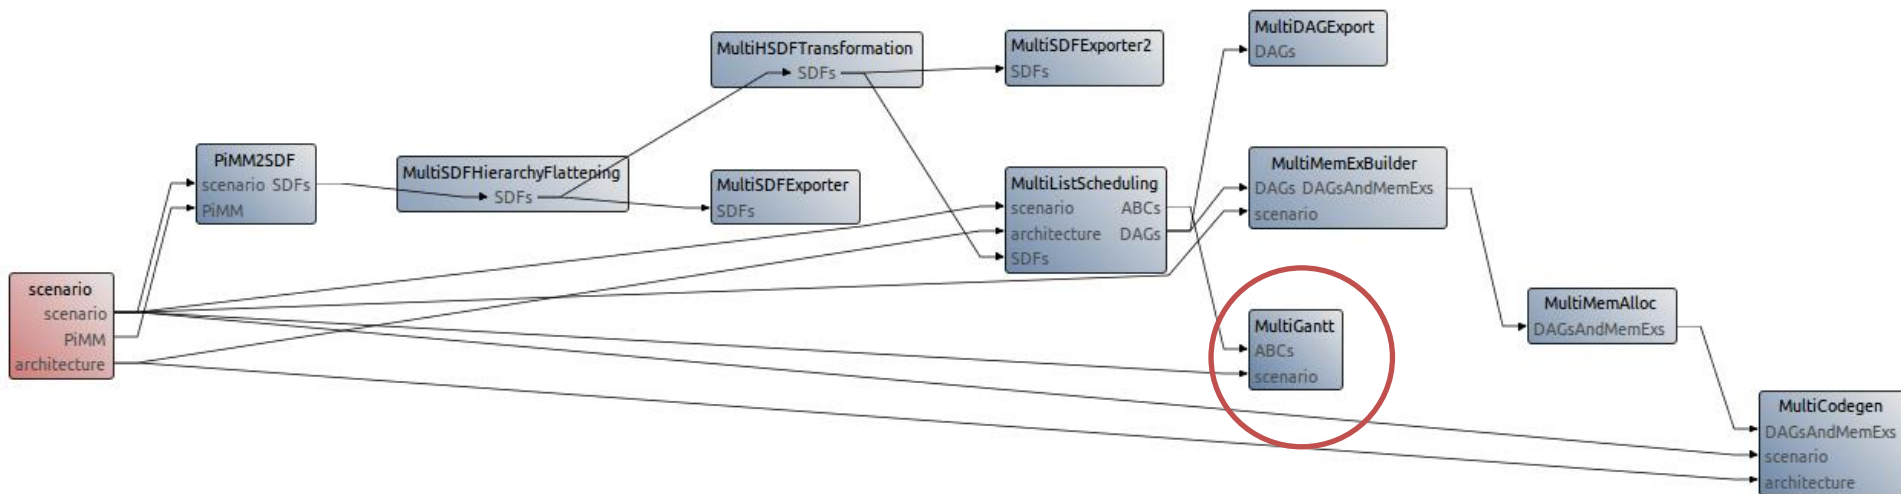 MultiDAGExport
DAGs
MultiHSDFTransformation
SDFs
MultiSDFExporter2
SDFs
PiMM2SDF
scenario SDFs
PiMM
MultiSDFHierarchyFlattening
SDFs
MultiSDFExporter
SDFs
MultiListScheduling
scenario ABCs
architecture DAGs
SDFs
MultiMemExBuilder
DAGs DAGsAndMemExs
scenario
scenario
scenario
PiMM
architecture
MultiGantt
ABCs
scenario
MultiMemAlloc
DAGsAndMemExs
MultiCodegen
DAGsAndMemExs
scenario
architecture